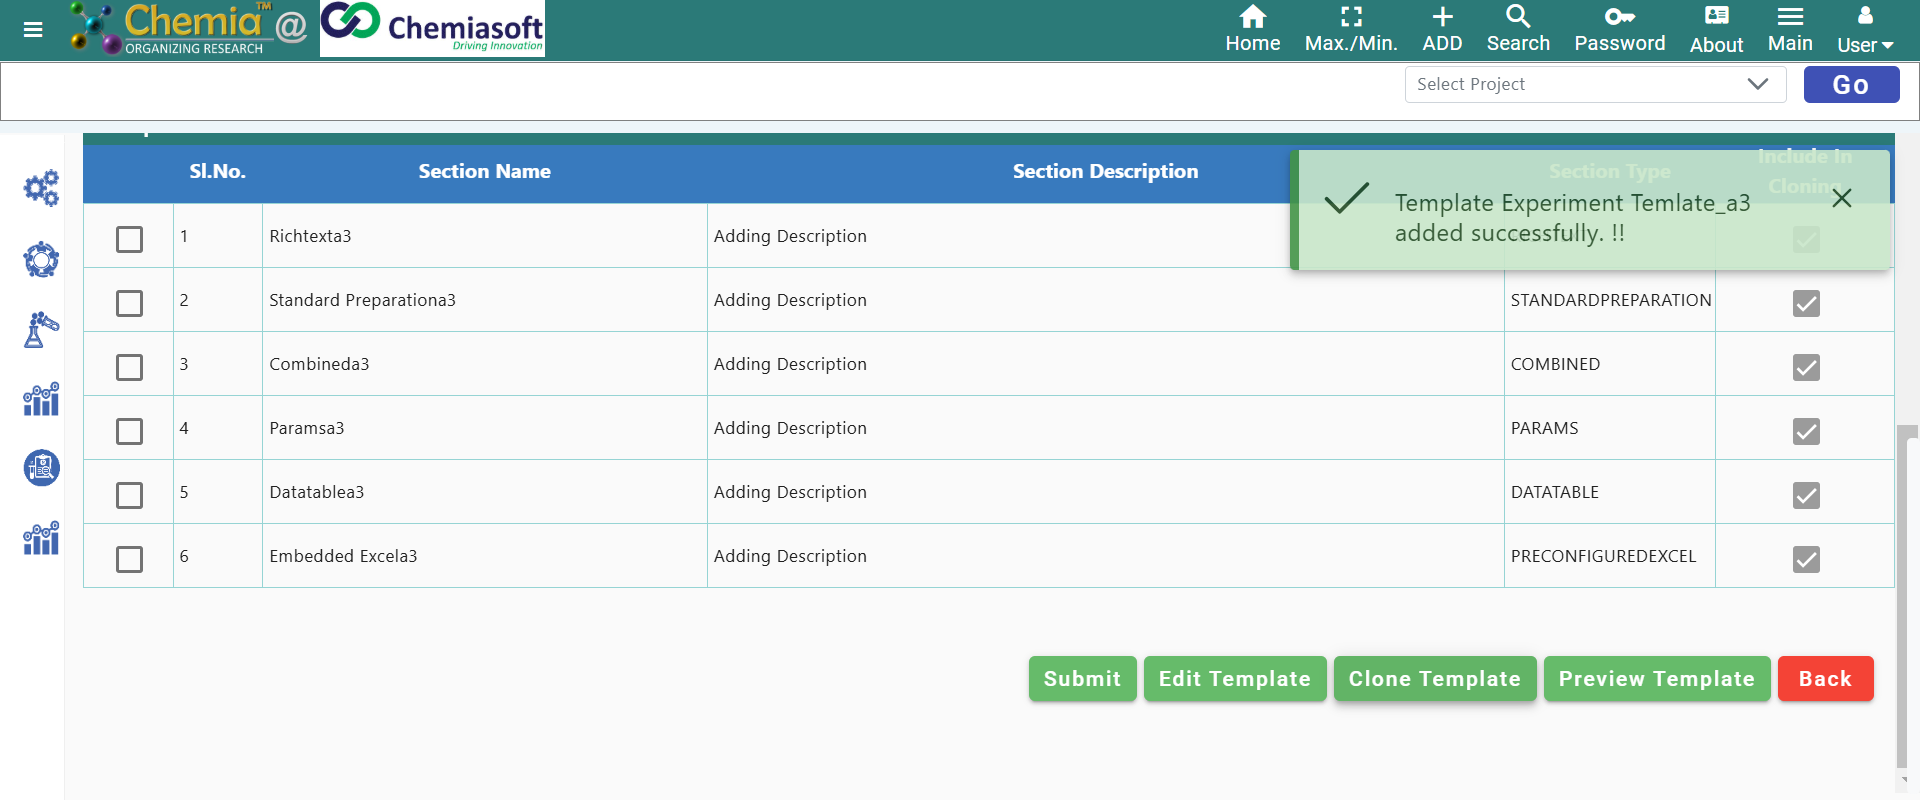 Chemia™
ORGANIZING RESEARCH
@
Chemiasoft
Driving Innovation
Home
Max./Min.
ADD
Search
Password
About
Main
User
Select Project
Go
Sl.No. Section Name Section Description Section Type Include In Cloning
Template Experiment Temlate_a3
added successfully. !!
1 Richtexta3 Adding Description
2 Standard Preparationa3 Adding Description STANDARDPREPARATION
3 Combineda3 Adding Description COMBINED
4 Paramsa3 Adding Description PARAMS
5 Datatablea3 Adding Description DATATABLE
6 Embedded Excela3 Adding Description PRECONFIGUREDEXCEL
Submit
Edit Template
Clone Template
Preview Template
Back